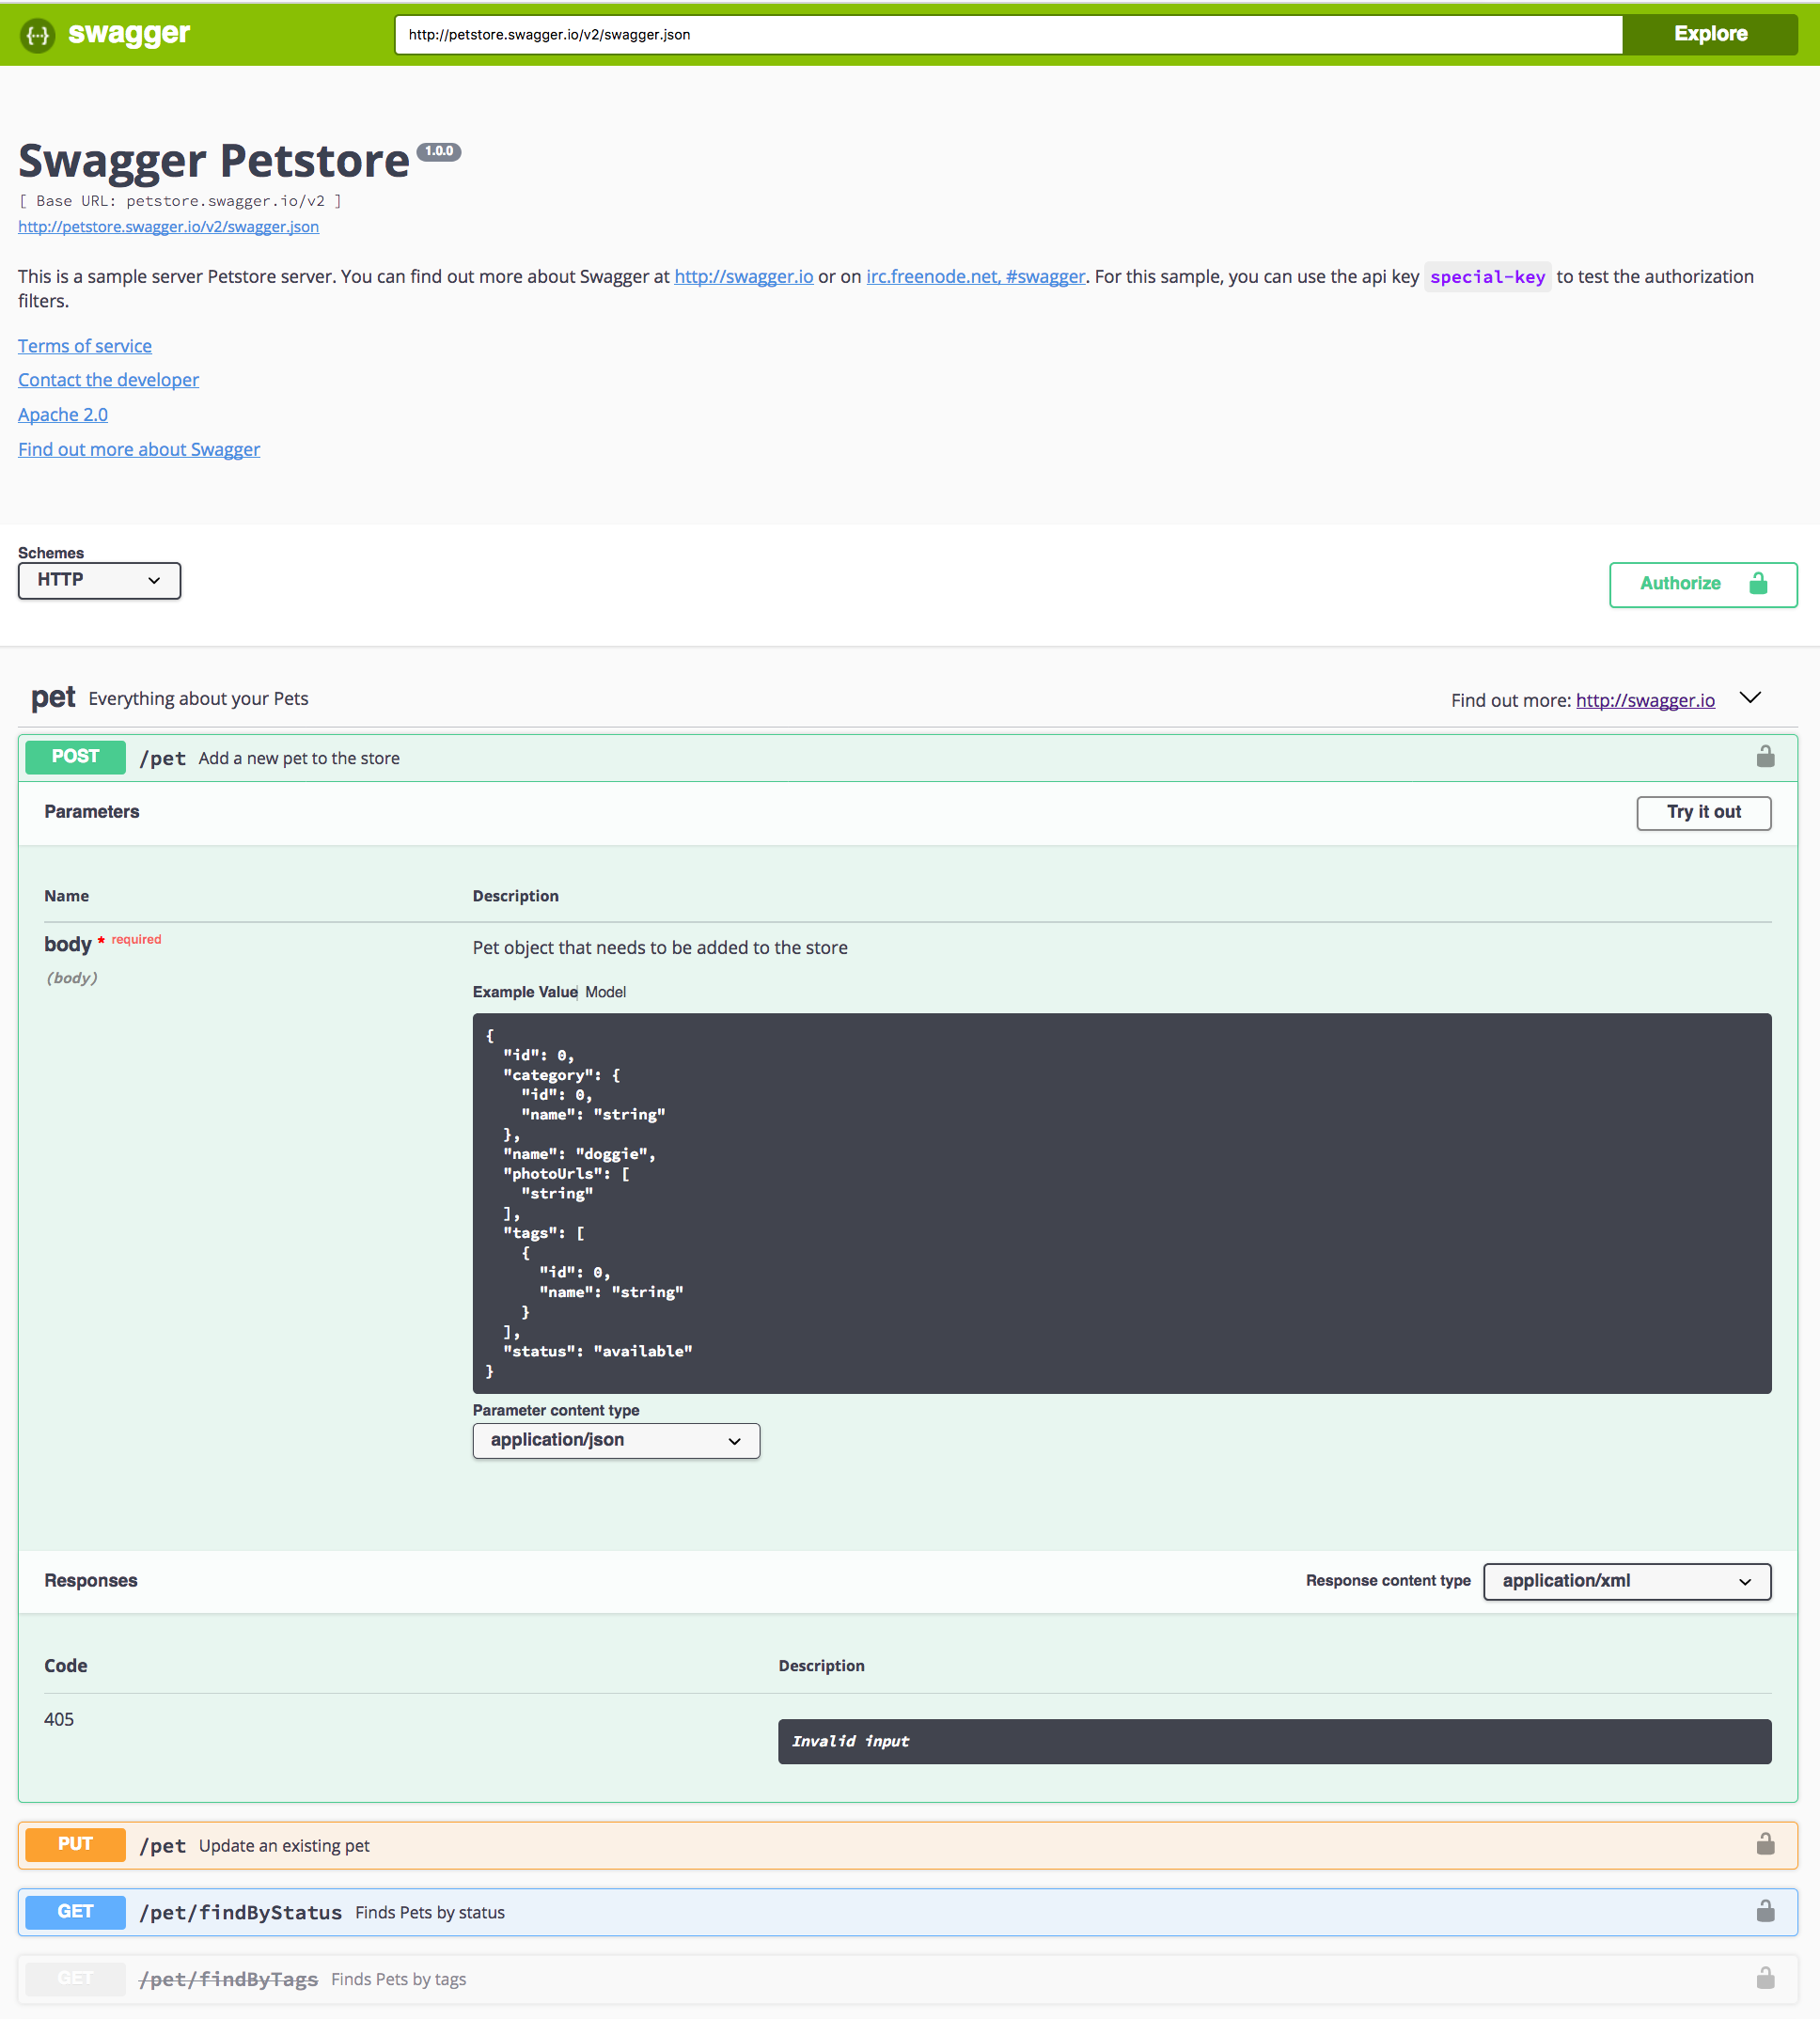 {···} swagger http://petstore.swagger.io/v2/swagger.json Explore
Swagger Petstore 1.0.0
[ Base URL: petstore.swagger.io/v2 ]
http://petstore.swagger.io/v2/swagger.json
This is a sample server Petstore server. You can find out more about Swagger at http://swagger.io or on irc.freenode.net, #swagger. For this sample, you can use the api key special-key to test the authorization
filters.
Terms of service
Contact the developer
Apache 2.0
Find out more about Swagger
Schemes
HTTP
Authorize
pet Everything about your Pets Find out more: http://swagger.io
POST /pet Add a new pet to the store
Parameters Try it out
Name Description
body * required Pet object that needs to be added to the store
(body)
Example Value Model
{
  "id": 0,
  "category": {
    "id": 0,
    "name": "string"
  },
  "name": "doggie",
  "photoUrls": [
    "string"
  ],
  "tags": [
    {
      "id": 0,
      "name": "string"
    }
  ],
  "status": "available"
}
Parameter content type
application/json
Responses Response content type application/xml
Code Description
405 Invalid input
PUT /pet Update an existing pet
GET /pet/findByStatus Finds Pets by status
GET /pet/findByTags Finds Pets by tags